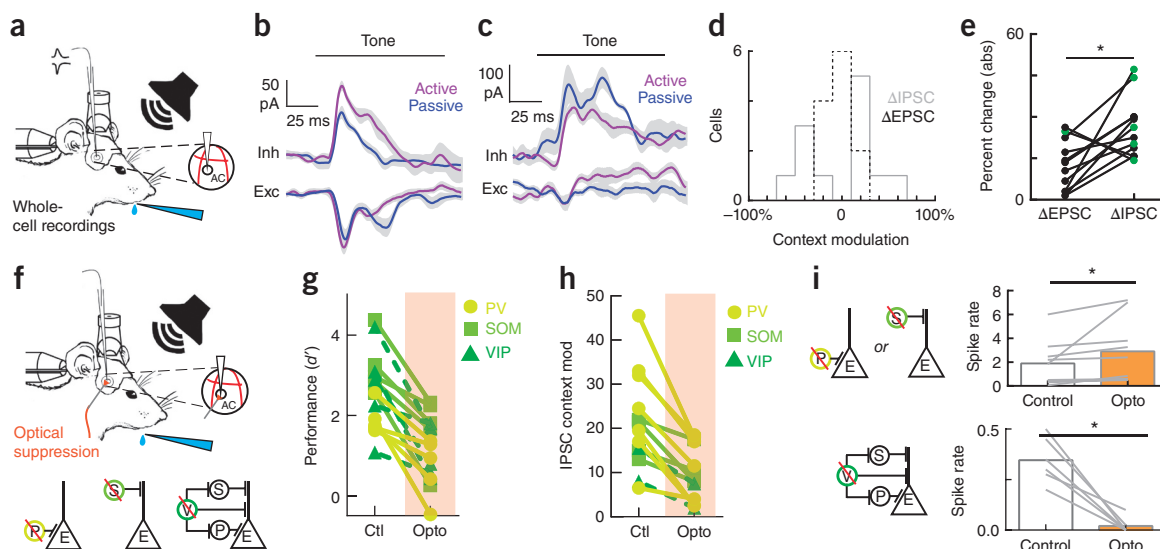 a
AC
Whole-
cell recordings
b
Tone
50
pA
25 ms
Active
Passive
Inh
Exc
c
Tone
100
pA
25 ms
Active
Passive
Inh
Exc
d
6
Cells
0
ΔIPSC
ΔEPSC
−100% 0 100%
Context modulation
e
60
Percent change (abs)
0
*
ΔEPSC ΔIPSC
f
AC
Optical
suppression
P E
S E
V S P E
g
Performance (d′)
4
2
0
Ctl Opto
PV
SOM
VIP
h
IPSC context mod
50
40
30
20
10
0
Ctl Opto
PV
SOM
VIP
i
P E or S E
Spike rate
8
6
4
2
0
*
Control Opto
V S P E
Spike rate
0.5
0.0
*
Control Opto